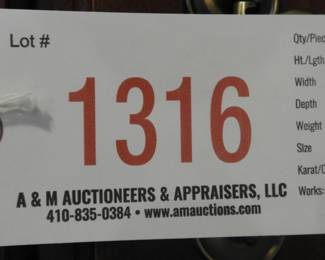 Lot #
1316
A & M AUCTIONEERS & APPRAISERS, LLC
410-835-0384 • www.amauctions.com
Qty/Piec
Ht./Lgth
Width
Depth
Weight
Size
Karat/C
Works: